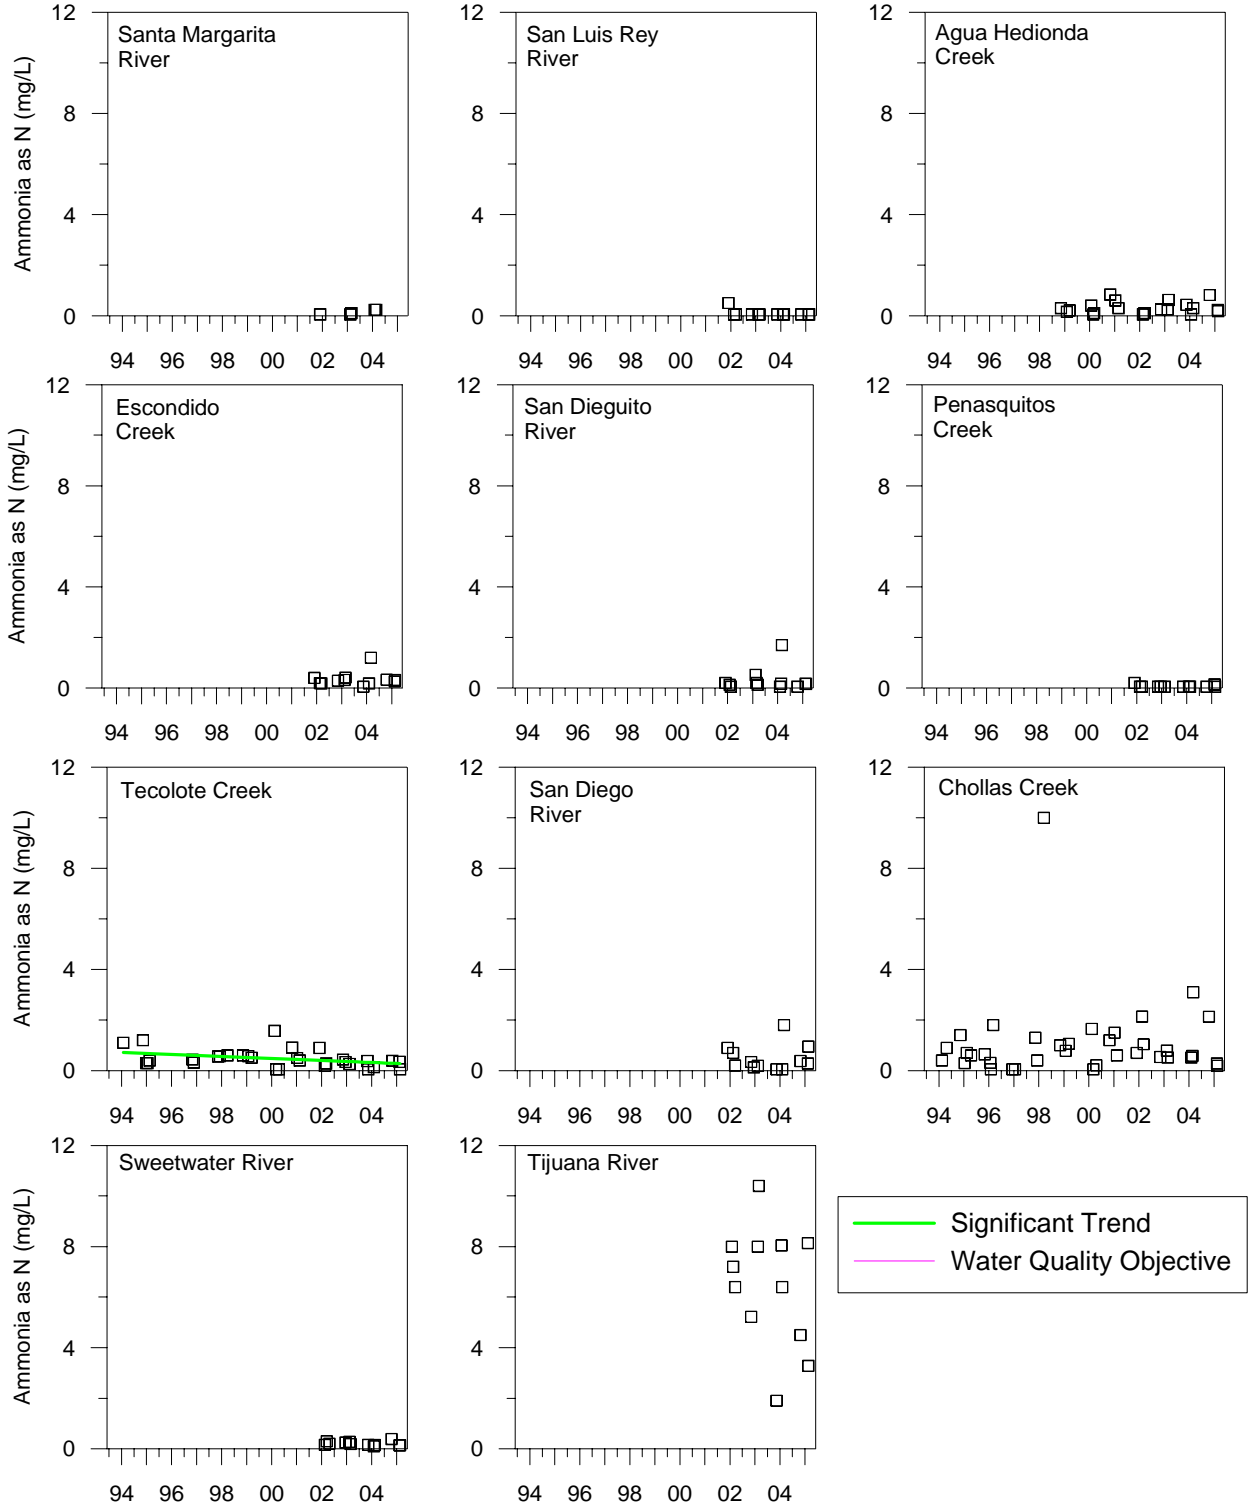 12
8
4
0
Ammonia as N (mg/L)
Santa Margarita
River
94 96 98 00 02 04
12
8
4
0
San Luis Rey
River
94 96 98 00 02 04
12
8
4
0
Agua Hedionda
Creek
94 96 98 00 02 04
12
8
4
0
Ammonia as N (mg/L)
Escondido
Creek
94 96 98 00 02 04
12
8
4
0
San Dieguito
River
94 96 98 00 02 04
12
8
4
0
Penasquitos
Creek
94 96 98 00 02 04
12
8
4
0
Ammonia as N (mg/L)
Tecolote Creek
94 96 98 00 02 04
12
8
4
0
San Diego
River
94 96 98 00 02 04
12
8
4
0
Chollas Creek
94 96 98 00 02 04
12
8
4
0
Ammonia as N (mg/L)
Sweetwater River
94 96 98 00 02 04
12
8
4
0
Tijuana River
94 96 98 00 02 04
Significant Trend
Water Quality Objective